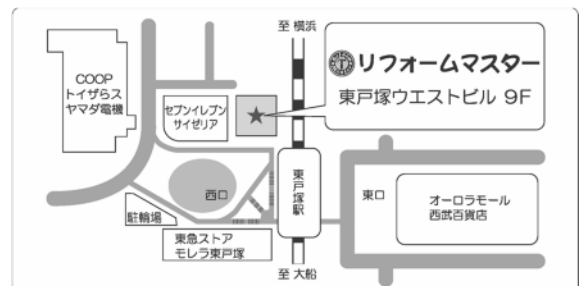 至 横浜
リフォームマスター
東戸塚ウエストビル 9F
COOP
トイザらス
ヤマダ電機
セブンイレブン
サイゼリア
西口
駐輪場
東急ストア
モレラ東戸塚
東戸塚駅
東口
オーロラモール
西武百貨店
至 大船